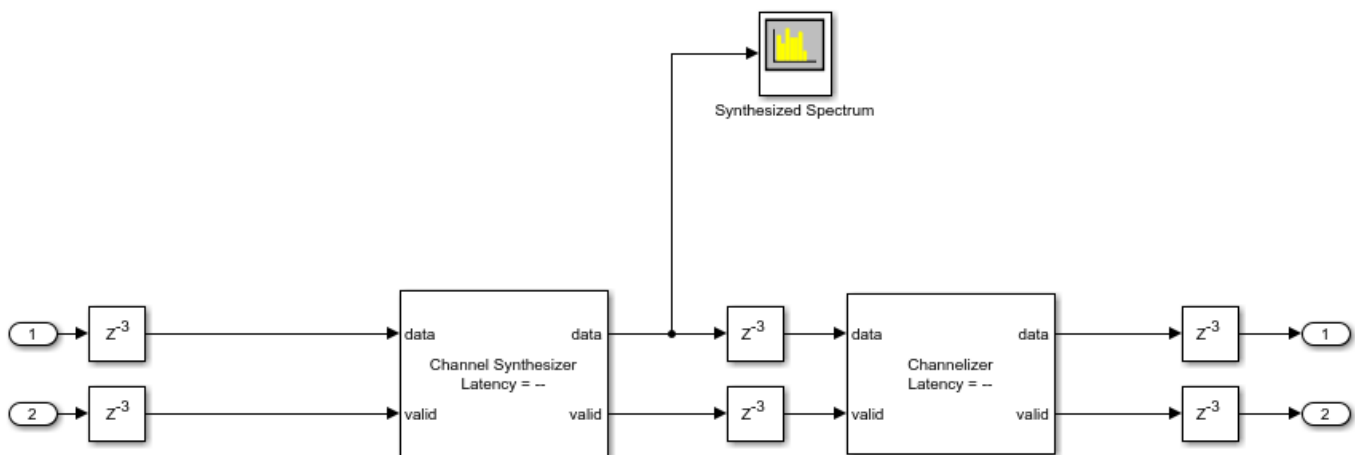 Synthesized Spectrum
1
Z-3
data
data
Z-3
data
data
Z-3
1
Channel Synthesizer
Latency = --
Channelizer
Latency = --
2
Z-3
valid
valid
Z-3
valid
valid
Z-3
2